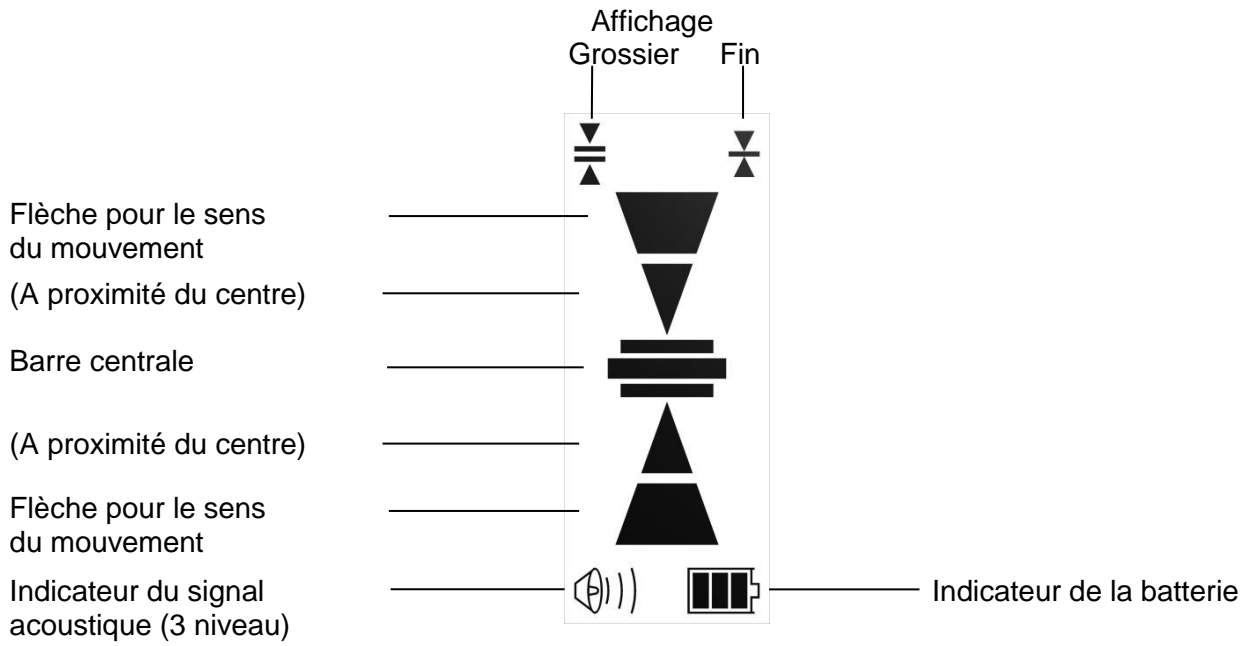 Affichage
Grossier Fin
Flèche pour le sens
du mouvement
(A proximité du centre)
Barre centrale
(A proximité du centre)
Flèche pour le sens
du mouvement
Indicateur du signal
acoustique (3 niveau)
Indicateur de la batterie